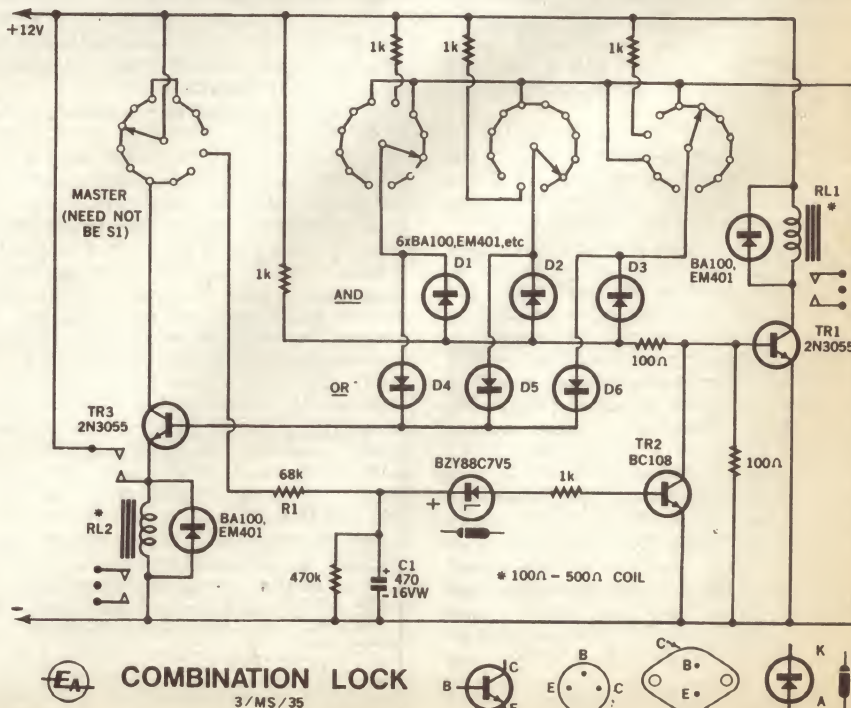 +12V
1k
1k
1k
MASTER
(NEED NOT
BE S1)
6xBA100,EM401,etc
RL1
*
BA100,
EM401
D1
D2
D3
1k
AND
100Ω
TR1
2N3055
OR
D4
D5
D6
TR3
2N3055
TR2
BC108
100Ω
BZY88C7V5
68k
R1
1k
+
*
RL2
BA100,
EM401
470k
+
C1
470
-16VW
* 100Ω – 500Ω COIL
-
EA
COMBINATION LOCK
3/MS/35
B
C
E
B
E
C
C
B
E
K
A